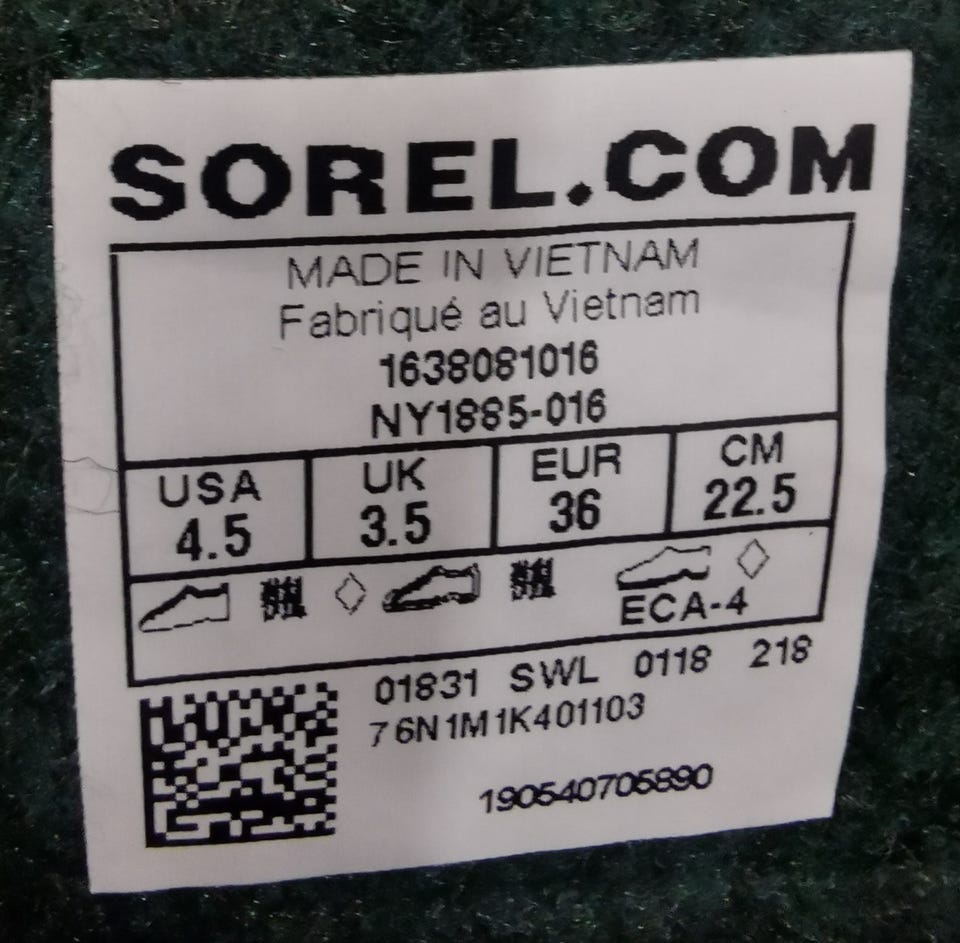 SOREL.COM
MADE IN VIETNAM
Fabriqué au Vietnam
1638081016
NY1885-016
USA UK EUR CM
4.5 3.5 36 22.5
ECA-4
01831 SWL 0118 218
76N1M1K401103
190540705890